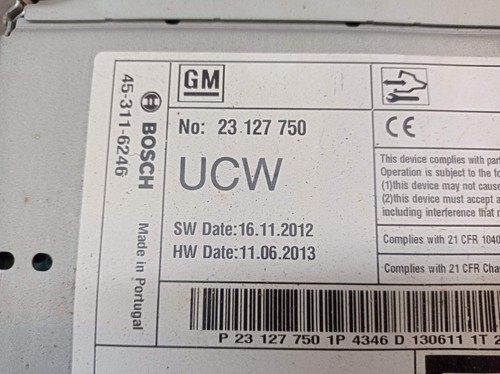 GM
No: 23 127 750
UCW
SW Date:16.11.2012
HW Date:11.06.2013
45-311-6246
BOSCH
Made in Portugal
CE
This device complies with par
Operation is subject to the fo
(1)this device may not cause
(2)this device must accept a
including interference that
Complies with 21 CFR 1040
Complies with 21 CFR Cha
P 23 127 750 1P 4346 D 130611 1T 2